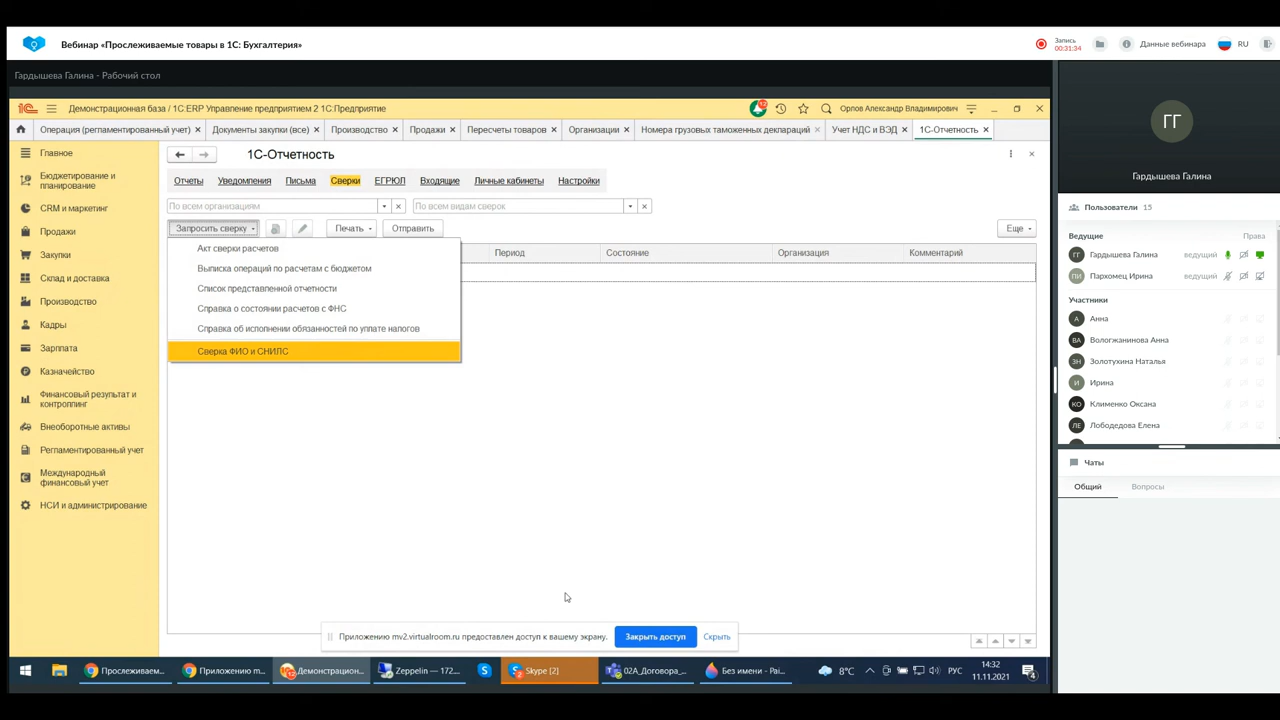 Вебинар «Прослеживаемые товары в 1С: Бухгалтерия»
Запись
00:31:34
Данные вебинара
RU
Гардышева Галина - Рабочий стол
Демонстрационная база / 1С:ERP Управление предприятием 2 1С:Предприятие
12
Орлов Александр Владимирович
Операция (регламентированный учет)
Документы закупки (все)
Производство
Продажи
Пересчеты товаров
Организации
Номера грузовых таможенных деклараций
Учет НДС и ВЭД
1С-Отчетность
Главное
Бюджетирование и
планирование
CRM и маркетинг
Продажи
Закупки
Склад и доставка
Производство
Кадры
Зарплата
Казначейство
Финансовый результат и
контроллинг
Внеоборотные активы
Регламентированный учет
Международный
финансовый учет
НСИ и администрирование
1С-Отчетность
Отчеты
Уведомления
Письма
Сверки
ЕГРЮЛ
Входящие
Личные кабинеты
Настройки
По всем организациям
По всем видам сверок
Запросить сверку
Печать
Отправить
Еще
Период
Состояние
Организация
Комментарий
Акт сверки расчетов
Выписка операций по расчетам с бюджетом
Список представленной отчетности
Справка о состоянии расчетов с ФНС
Справка об исполнении обязанностей по уплате налогов
Сверка ФИО и СНИЛС
Приложению mv2.virtualroom.ru предоставлен доступ к вашему экрану.
Закрыть доступ
Скрыть
ГГ
Гардышева Галина
Пользователи 15
Ведущие
Права
ГГ Гардышева Галина ведущий
ПИ Пархомец Ирина ведущий
Участники
А Анна
ВА Вологжанинова Анна
ЗН Золотухина Наталья
И Ирина
КО Клименко Оксана
ЛЕ Лободедова Елена
Чаты
Общий
Вопросы
Прослеживаем...
Приложению m...
Демонстрацион...
Zeppelin — 172....
Skype [2]
02А_Договора_...
Без имени - Pai...
8°C
РУС
14:32
11.11.2021
4